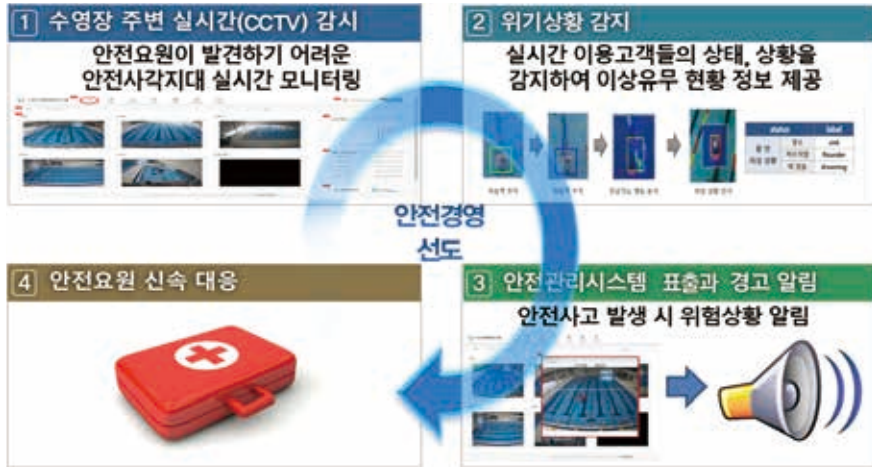 1 수영장 주변 실시간(CCTV) 감시
안전요원이 발견하기 어려운
안전사각지대 실시간 모니터링
2 위기상황 감지
실시간 이용고객들의 상태, 상황을
감지하여 이상유무 현황 정보 제공
status label
안전경영
선도
3 안전관리시스템 표출과 경고 알림
안전사고 발생 시 위험상황 알림
4 안전요원 신속 대응